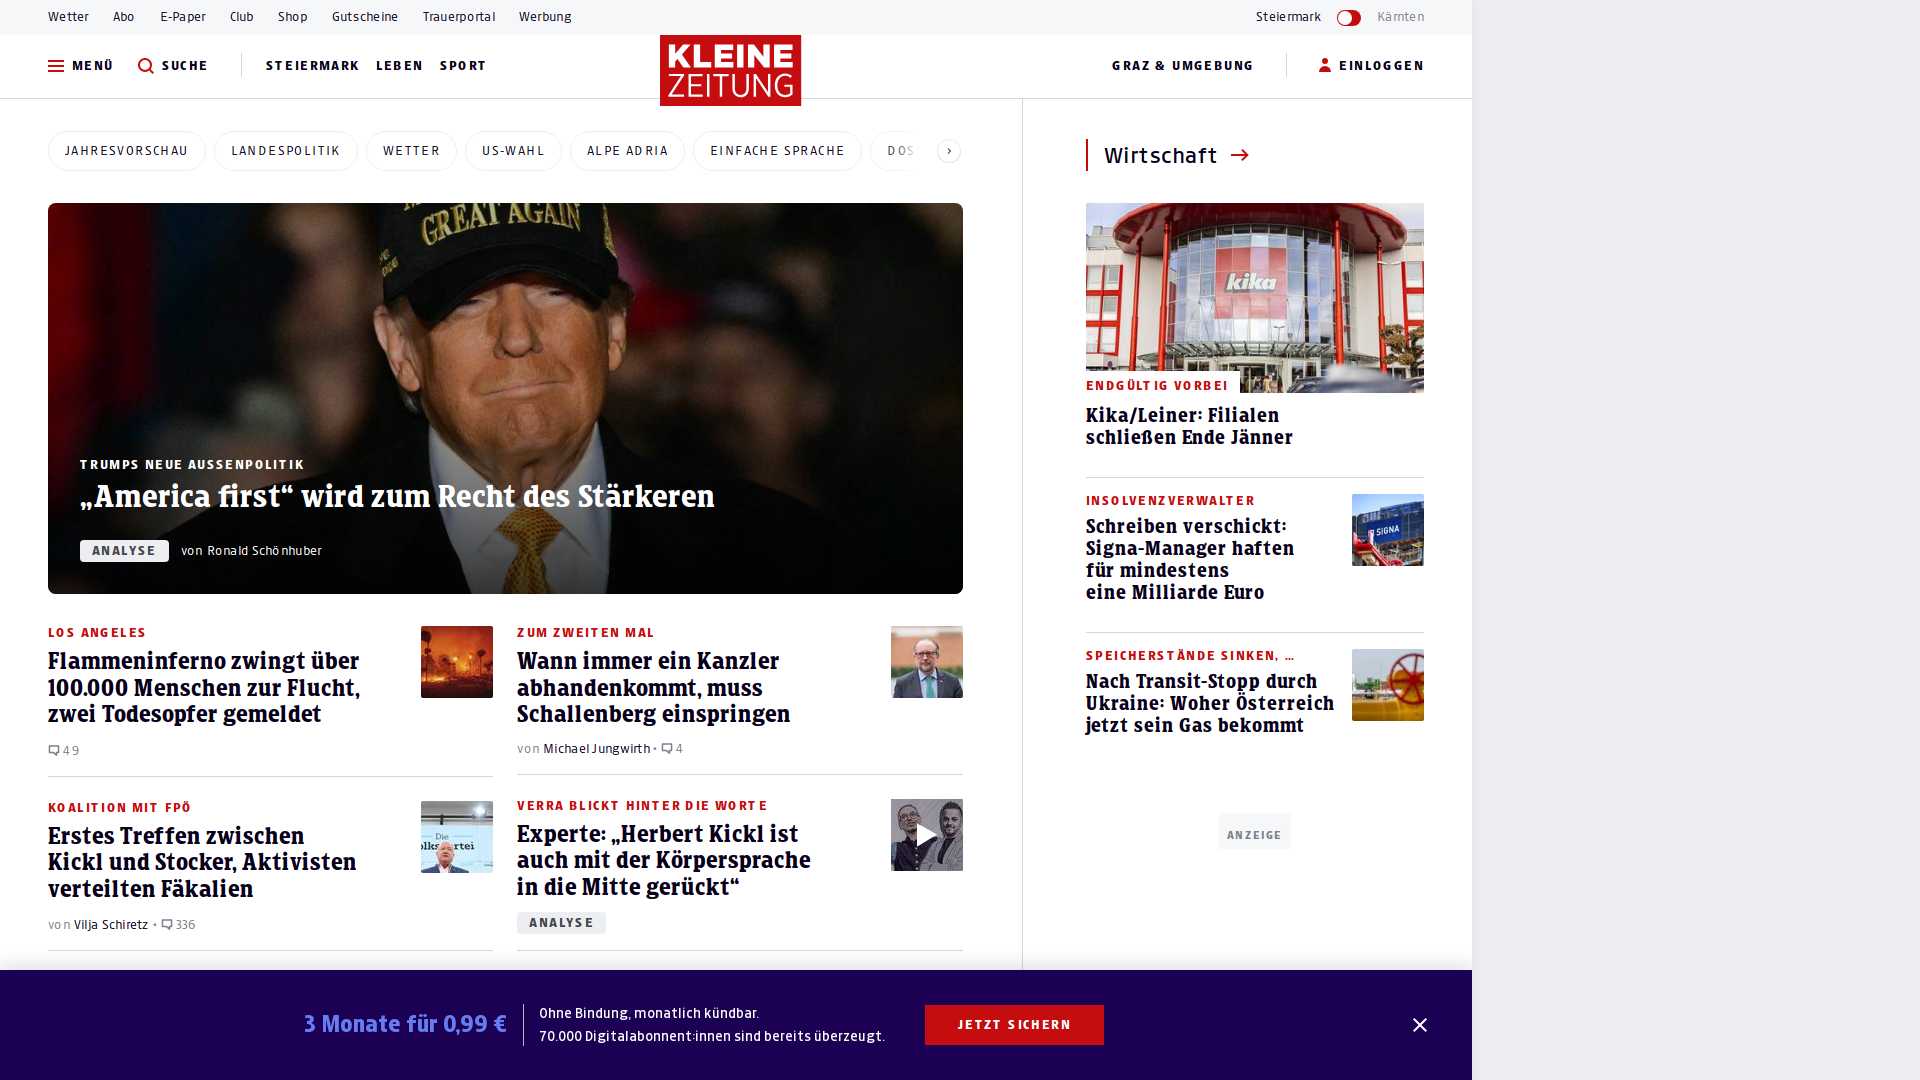 Wetter Abo E-Paper Club Shop Gutscheine Trauerportal Werbung Steiermark Kärnten
MENÜ SUCHE STEIERMARK LEBEN SPORT KLEINE ZEITUNG GRAZ & UMGEBUNG EINLOGGEN
JAHRESVORSCHAU LANDESPOLITIK WETTER US-WAHL ALPE ADRIA EINFACHE SPRACHE DOS
GREAT AGAIN
TRUMPS NEUE AUSSENPOLITIK
„America first“ wird zum Recht des Stärkeren
ANALYSE von Ronald Schönhuber
LOS ANGELES
Flammeninferno zwingt über
100.000 Menschen zur Flucht,
zwei Todesopfer gemeldet
49
ZUM ZWEITEN MAL
Wann immer ein Kanzler
abhandenkommt, muss
Schallenberg einspringen
von Michael Jungwirth • 4
KOALITION MIT FPÖ
Erstes Treffen zwischen
Kickl und Stocker, Aktivisten
verteilten Fäkalien
von Vilja Schiretz • 336
Die
olkspartei
VERRA BLICKT HINTER DIE WORTE
Experte: „Herbert Kickl ist
auch mit der Körpersprache
in die Mitte gerückt“
ANALYSE
Wirtschaft
kika
ENDGÜLTIG VORBEI
Kika/Leiner: Filialen
schließen Ende Jänner
INSOLVENZVERWALTER
Schreiben verschickt:
Signa-Manager haften
für mindestens
eine Milliarde Euro
SIGNA
SPEICHERSTÄNDE SINKEN, …
Nach Transit-Stopp durch
Ukraine: Woher Österreich
jetzt sein Gas bekommt
ANZEIGE
3 Monate für 0,99 €
Ohne Bindung, monatlich kündbar.
70.000 Digitalabonnent:innen sind bereits überzeugt.
JETZT SICHERN